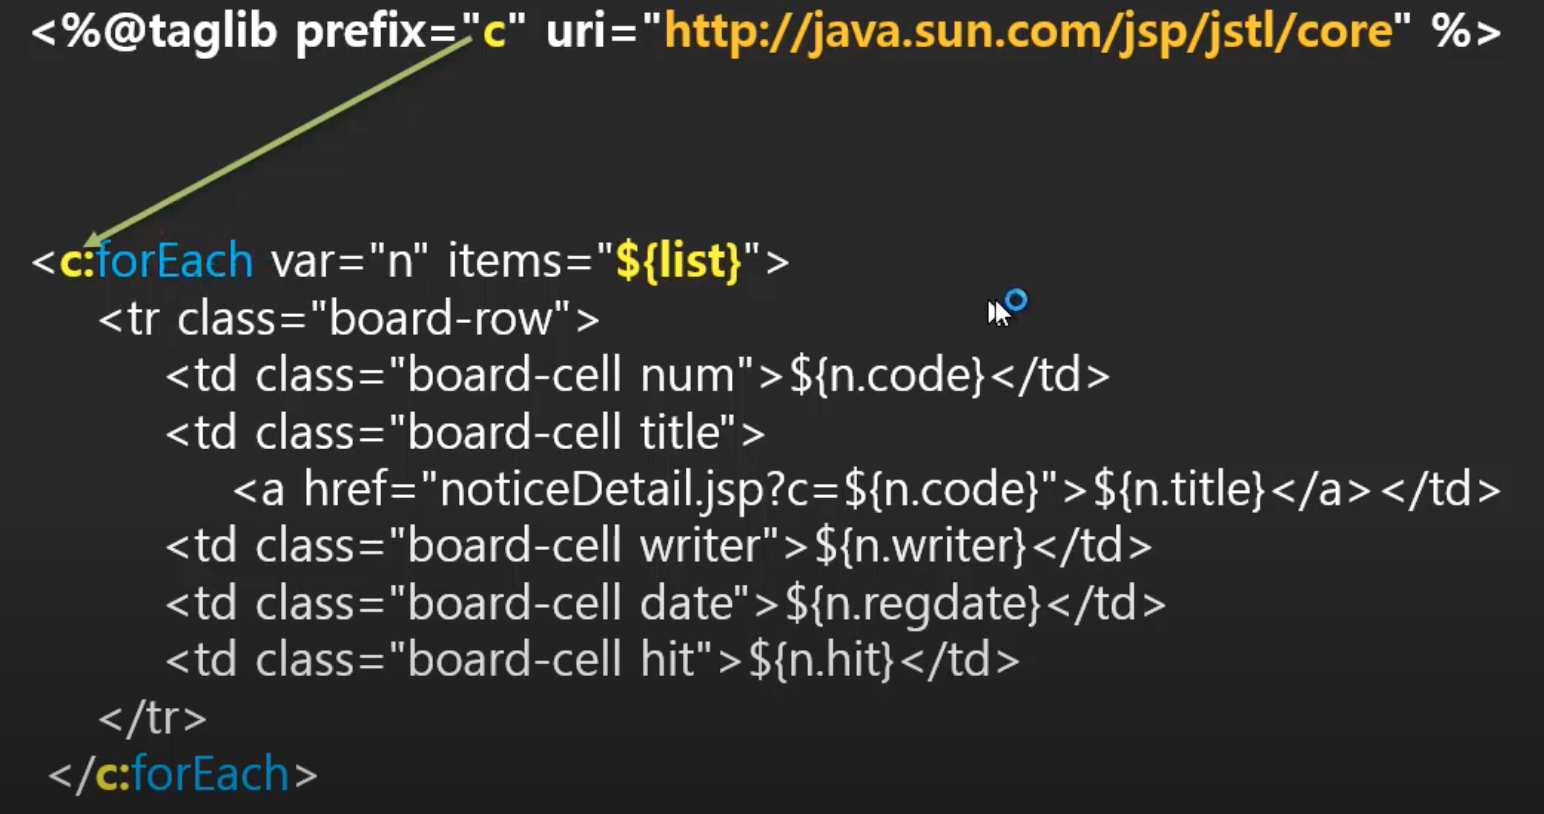 <%@taglib prefix="c" uri="http://java.sun.com/jsp/jstl/core" %>
<c:forEach var="n" items="${list}">
<tr class="board-row">
<td class="board-cell num">${n.code}</td>
<td class="board-cell title">
<a href="noticeDetail.jsp?c=${n.code}">${n.title}</a></td>
<td class="board-cell writer">${n.writer}</td>
<td class="board-cell date">${n.regdate}</td>
<td class="board-cell hit">${n.hit}</td>
</tr>
</c:forEach>